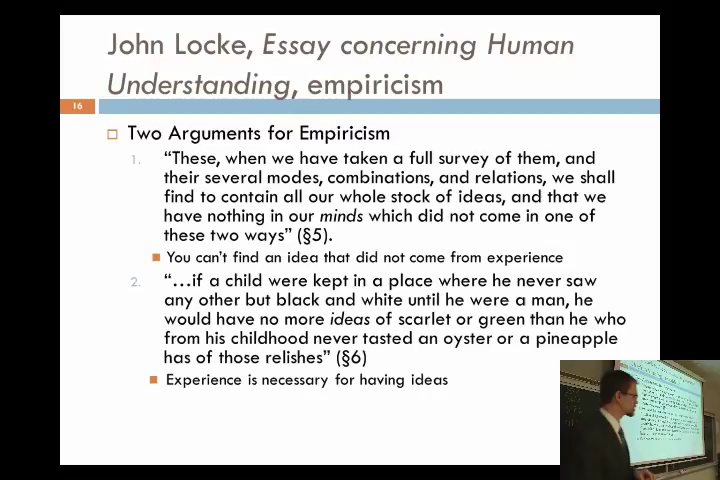 John Locke, Essay concerning Human
Understanding, empiricism
16
Two Arguments for Empiricism
1. “These, when we have taken a full survey of them, and
their several modes, combinations, and relations, we shall
find to contain all our whole stock of ideas, and that we
have nothing in our minds which did not come in one of
these two ways” (§5).
You can’t find an idea that did not come from experience
2. “…if a child were kept in a place where he never saw
any other but black and white until he were a man, he
would have no more ideas of scarlet or green than he who
from his childhood never tasted an oyster or a pineapple
has of those relishes” (§6)
Experience is necessary for having ideas